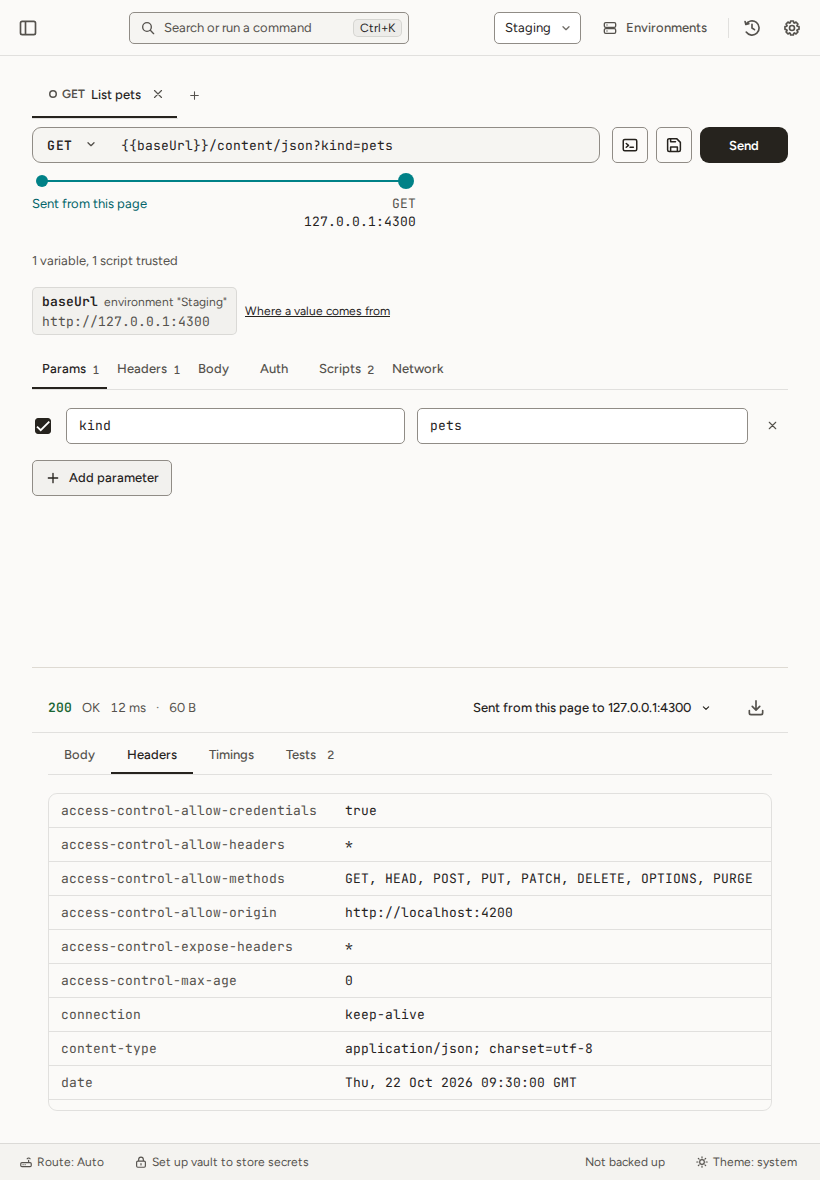 Search or run a command Ctrl+K Staging Environments
GET List pets
GET {{baseUrl}}/content/json?kind=pets Send
Sent from this page GET
127.0.0.1:4300
1 variable, 1 script trusted
baseUrl environment "Staging"
http://127.0.0.1:4300
Where a value comes from
Params 1 Headers 1 Body Auth Scripts 2 Network
kind pets
Add parameter
200 OK 12 ms · 60 B Sent from this page to 127.0.0.1:4300
Body Headers Timings Tests 2
access-control-allow-credentials true
access-control-allow-headers *
access-control-allow-methods GET, HEAD, POST, PUT, PATCH, DELETE, OPTIONS, PURGE
access-control-allow-origin http://localhost:4200
access-control-expose-headers *
access-control-max-age 0
connection keep-alive
content-type application/json; charset=utf-8
date Thu, 22 Oct 2026 09:30:00 GMT
Route: Auto Set up vault to store secrets Not backed up Theme: system